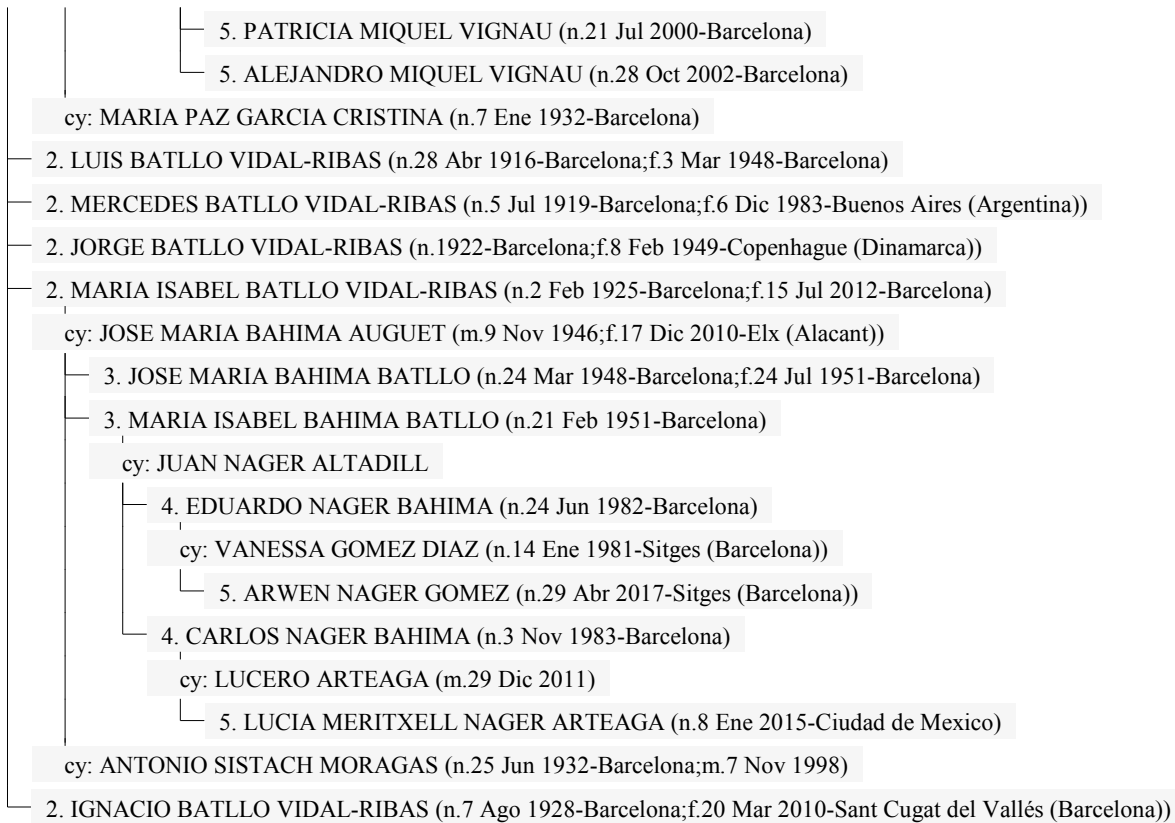 5. PATRICIA MIQUEL VIGNAU (n.21 Jul 2000-Barcelona)
5. ALEJANDRO MIQUEL VIGNAU (n.28 Oct 2002-Barcelona)
cy: MARIA PAZ GARCIA CRISTINA (n.7 Ene 1932-Barcelona)
2. LUIS BATLLO VIDAL-RIBAS (n.28 Abr 1916-Barcelona;f.3 Mar 1948-Barcelona)
2. MERCEDES BATLLO VIDAL-RIBAS (n.5 Jul 1919-Barcelona;f.6 Dic 1983-Buenos Aires (Argentina))
2. JORGE BATLLO VIDAL-RIBAS (n.1922-Barcelona;f.8 Feb 1949-Copenhague (Dinamarca))
2. MARIA ISABEL BATLLO VIDAL-RIBAS (n.2 Feb 1925-Barcelona;f.15 Jul 2012-Barcelona)
cy: JOSE MARIA BAHIMA AUGUET (m.9 Nov 1946;f.17 Dic 2010-Elx (Alacant))
3. JOSE MARIA BAHIMA BATLLO (n.24 Mar 1948-Barcelona;f.24 Jul 1951-Barcelona)
3. MARIA ISABEL BAHIMA BATLLO (n.21 Feb 1951-Barcelona)
cy: JUAN NAGER ALTADILL
4. EDUARDO NAGER BAHIMA (n.24 Jun 1982-Barcelona)
cy: VANESSA GOMEZ DIAZ (n.14 Ene 1981-Sitges (Barcelona))
5. ARWEN NAGER GOMEZ (n.29 Abr 2017-Sitges (Barcelona))
4. CARLOS NAGER BAHIMA (n.3 Nov 1983-Barcelona)
cy: LUCERO ARTEAGA (m.29 Dic 2011)
5. LUCIA MERITXELL NAGER ARTEAGA (n.8 Ene 2015-Ciudad de Mexico)
cy: ANTONIO SISTACH MORAGAS (n.25 Jun 1932-Barcelona;m.7 Nov 1998)
2. IGNACIO BATLLO VIDAL-RIBAS (n.7 Ago 1928-Barcelona;f.20 Mar 2010-Sant Cugat del Vallés (Barcelona))